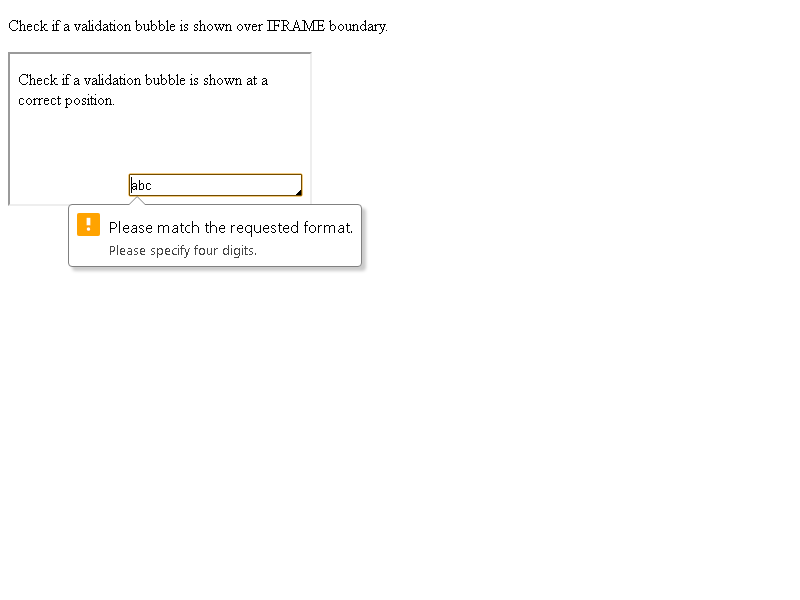 Check if a validation bubble is shown over IFRAME boundary.
Check if a validation bubble is shown at a
correct position.
abc
Please match the requested format.
Please specify four digits.